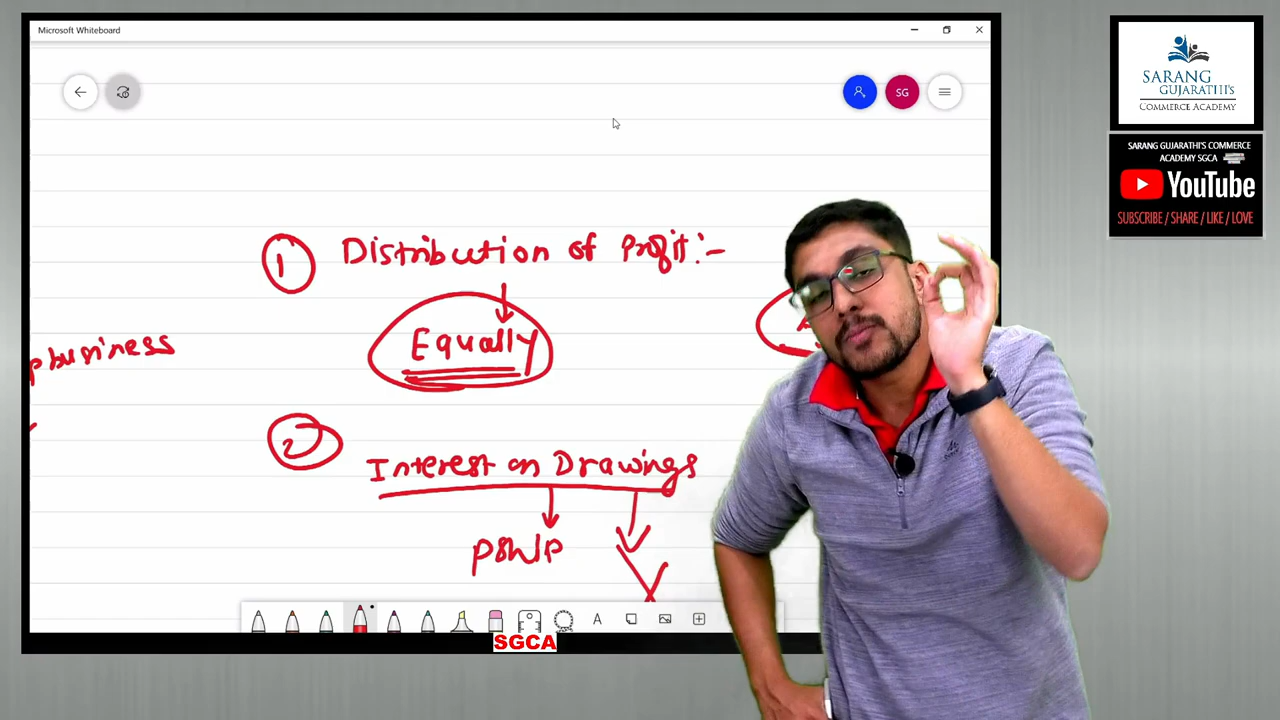 Microsoft Whiteboard
SG
1 Distribution of Profit:-
Equally
business
2
Interest on Drawings
A
SGCA
SARANG
GUJARATHI'S
COMMERCE ACADEMY
SARANG GUJARATHI'S COMMERCE
ACADEMY SGCA
YouTube
SUBSCRIBE / SHARE / LIKE / LOVE